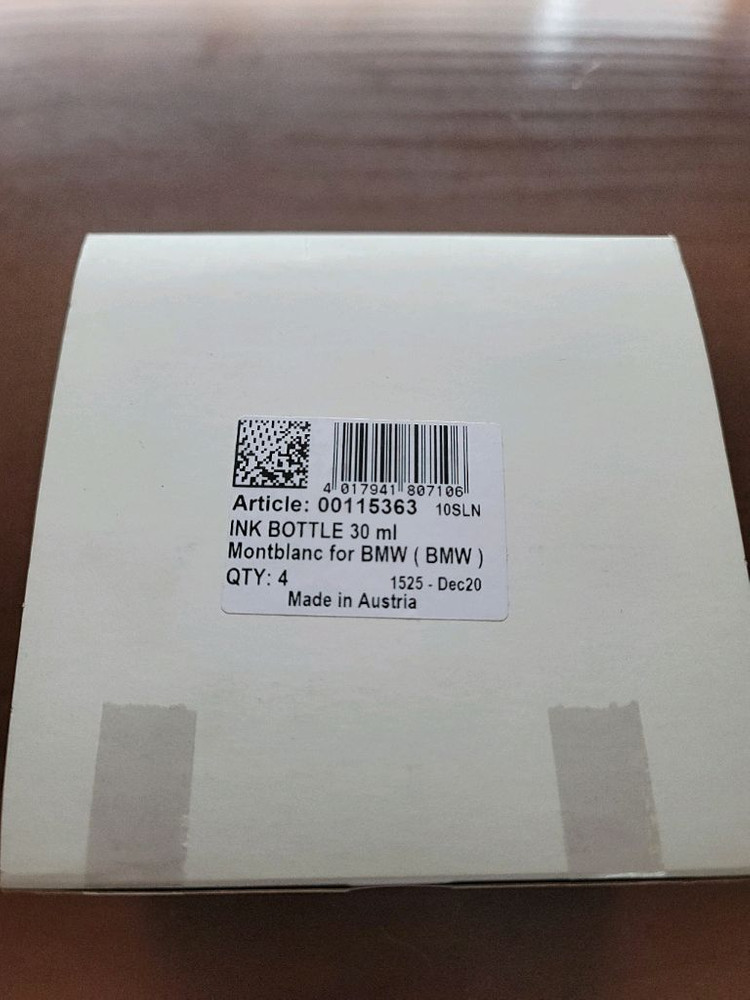 4 017941 807106
Article: 00115363 10SLN
INK BOTTLE 30 ml
Montblanc for BMW ( BMW )
QTY: 4 1525 - Dec20
Made in Austria